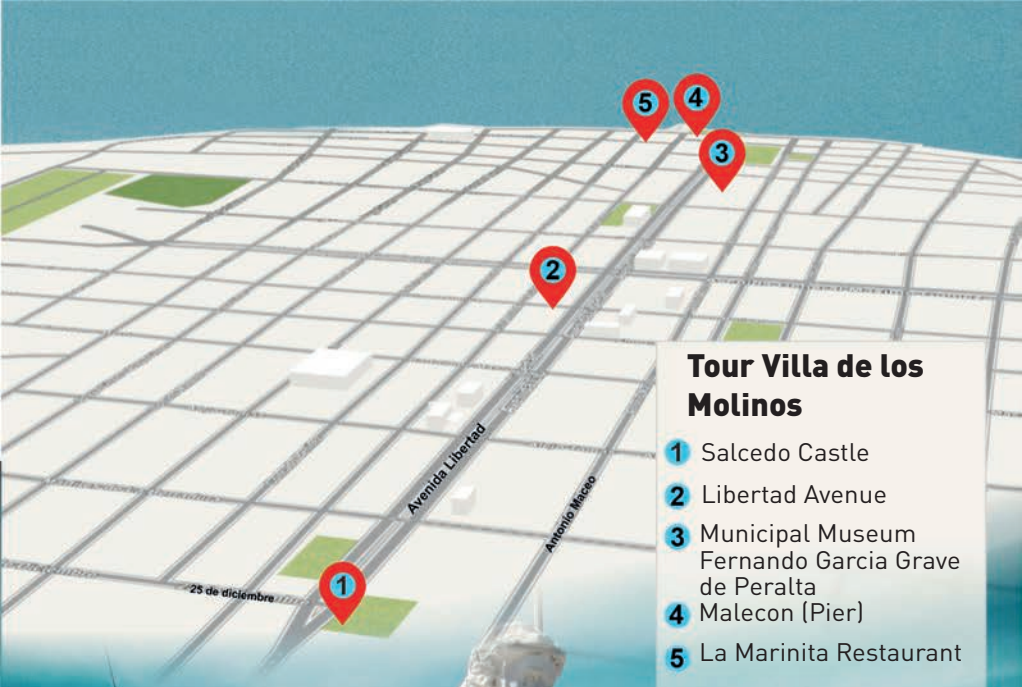 5
4
3
2
Tour Villa de los
Molinos
1 Salcedo Castle
2 Libertad Avenue
3 Municipal Museum
Fernando Garcia Grave
de Peralta
4 Malecon (Pier)
5 La Marinita Restaurant
Avenida Libertad
Antonio Maceo
1
25 de diciembre